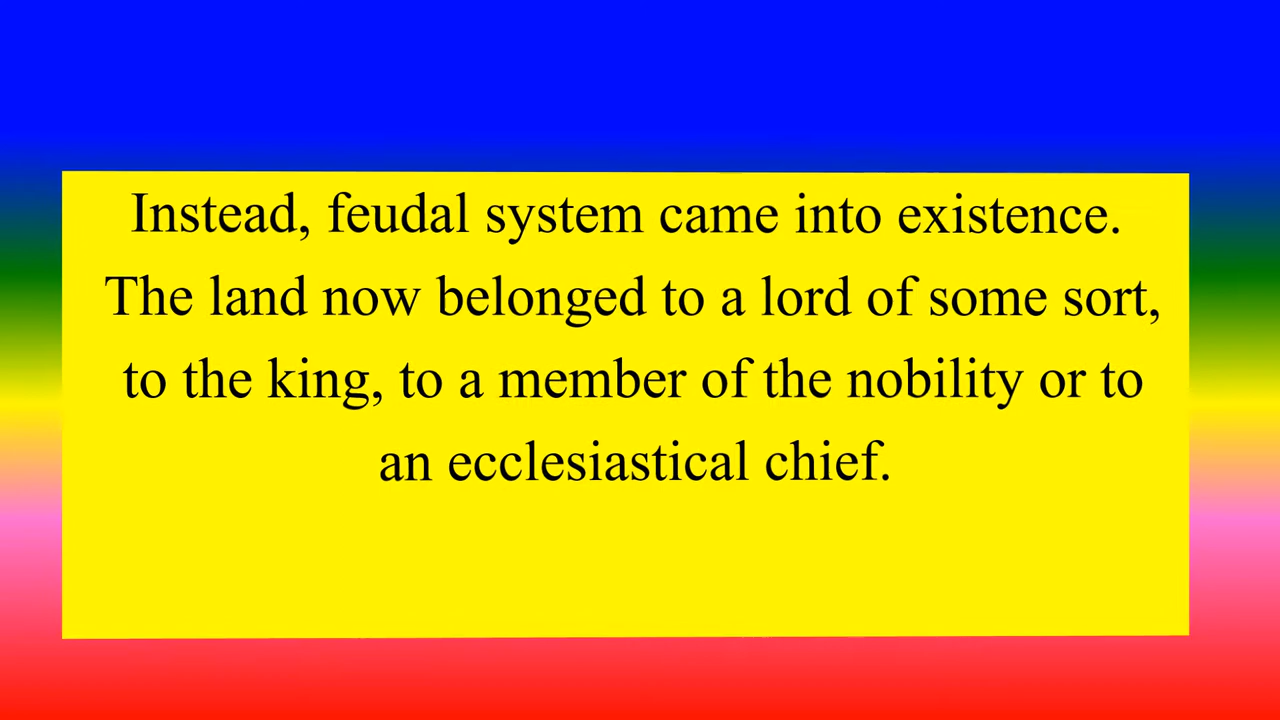 Instead, feudal system came into existence.
The land now belonged to a lord of some sort,
to the king, to a member of the nobility or to
an ecclesiastical chief.